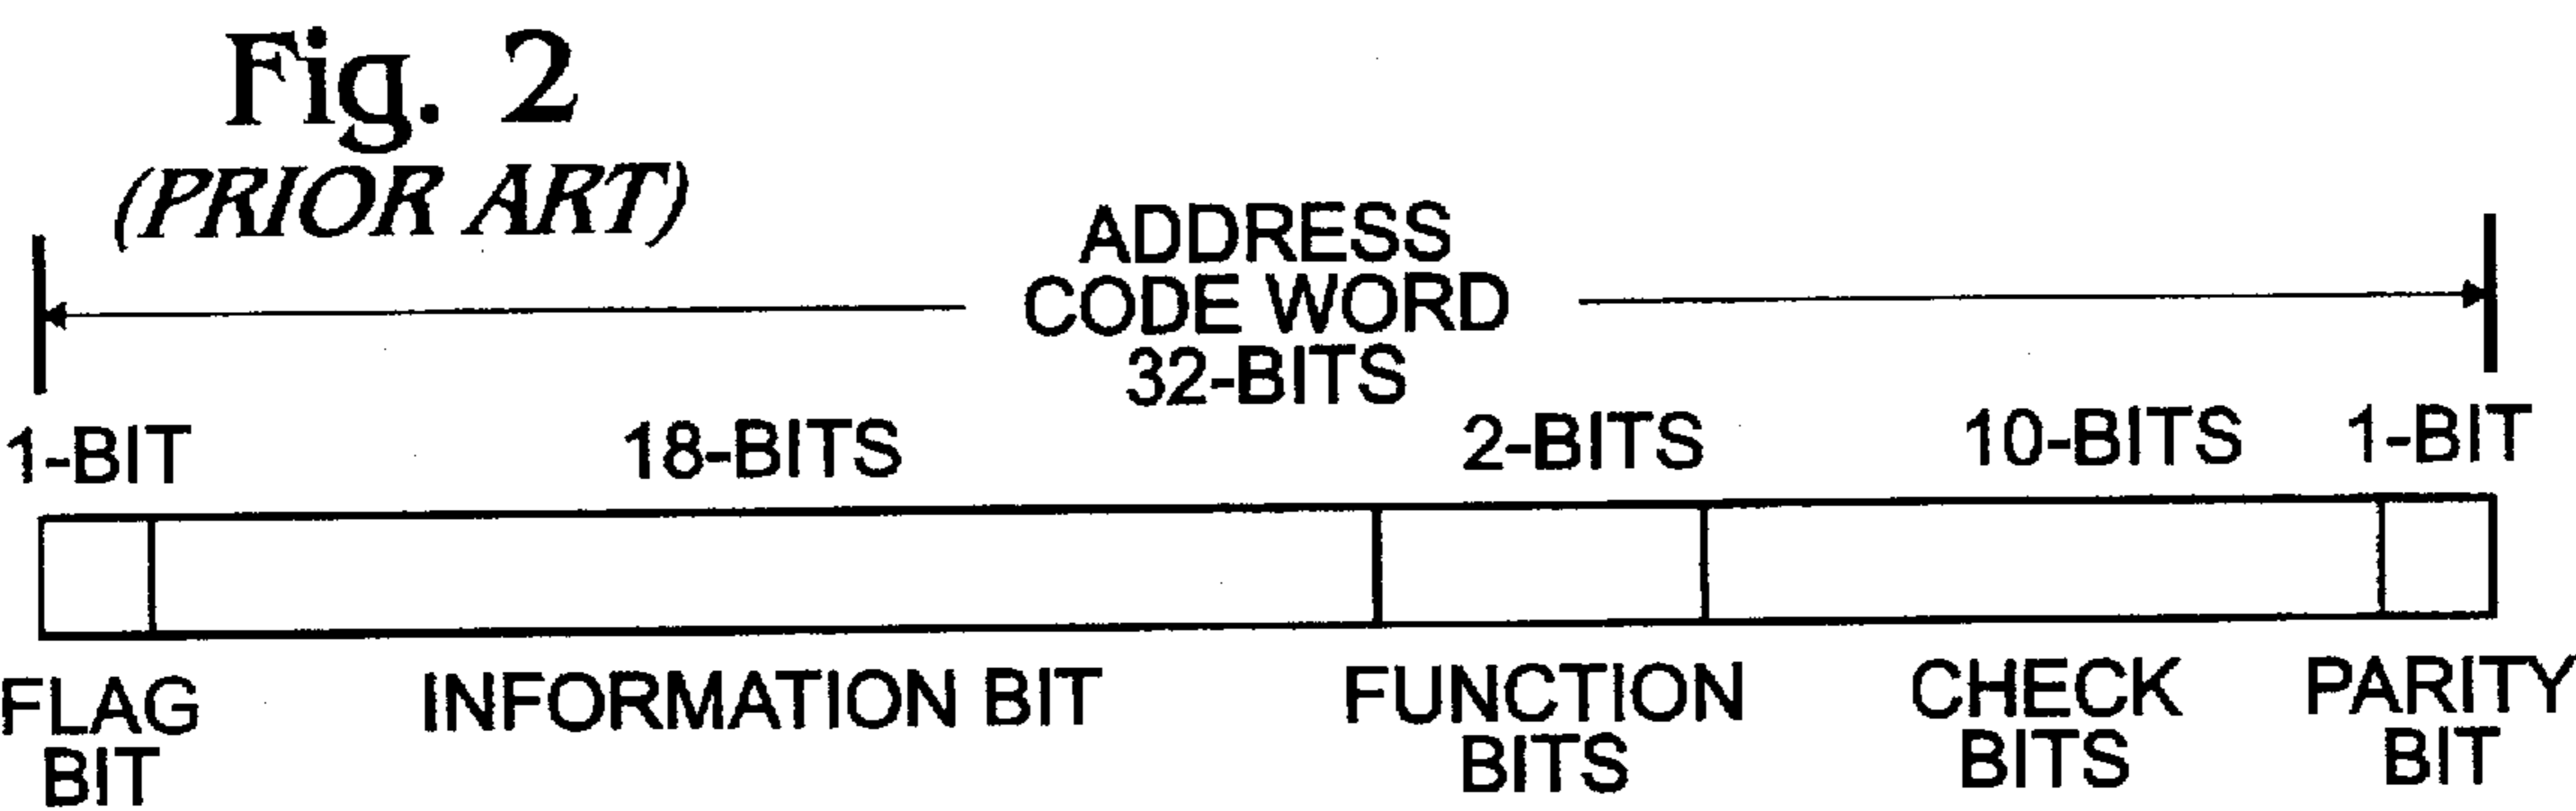 Fig. 2
(PRIOR ART)
ADDRESS
CODE WORD
32-BITS
1-BIT
18-BITS
2-BITS
10-BITS
1-BIT
FLAG
BIT
INFORMATION BIT
FUNCTION
BITS
CHECK
BITS
PARITY
BIT